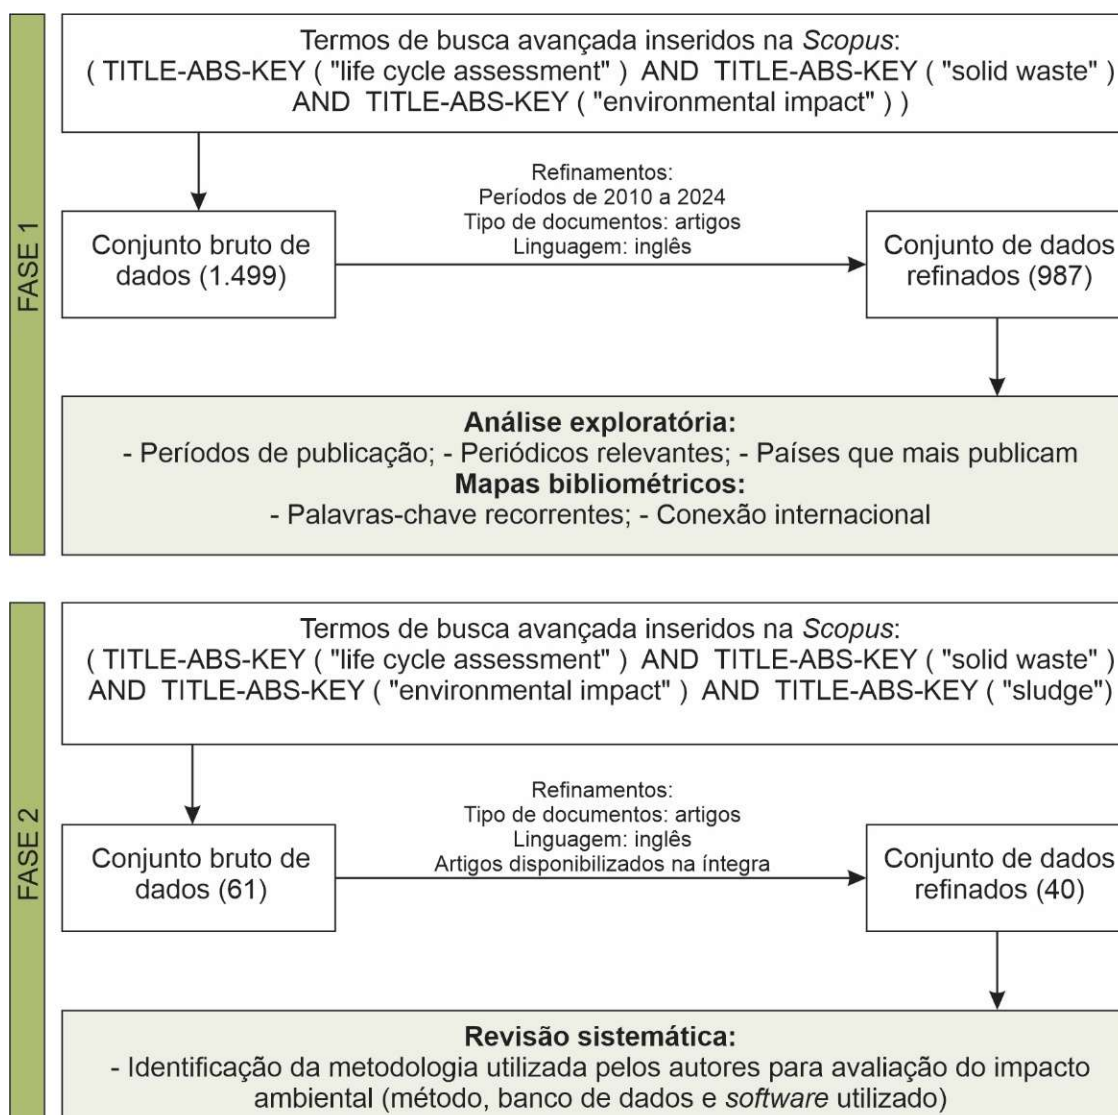 FASE 1
Termos de busca avançada inseridos na Scopus:
( TITLE-ABS-KEY ( "life cycle assessment" ) AND TITLE-ABS-KEY ( "solid waste" )
AND TITLE-ABS-KEY ( "environmental impact" ) )
Refinamentos:
Períodos de 2010 a 2024
Tipo de documentos: artigos
Linguagem: inglês
Conjunto bruto de
dados (1.499)
Conjunto de dados
refinados (987)
Análise exploratória:
- Períodos de publicação; - Periódicos relevantes; - Países que mais publicam
Mapas bibliométricos:
- Palavras-chave recorrentes; - Conexão internacional
FASE 2
Termos de busca avançada inseridos na Scopus:
( TITLE-ABS-KEY ( "life cycle assessment" ) AND TITLE-ABS-KEY ( "solid waste" )
AND TITLE-ABS-KEY ( "environmental impact" ) AND TITLE-ABS-KEY ( "sludge")
Refinamentos:
Tipo de documentos: artigos
Linguagem: inglês
Artigos disponibilizados na íntegra
Conjunto bruto de
dados (61)
Conjunto de dados
refinados (40)
Revisão sistemática:
- Identificação da metodologia utilizada pelos autores para avaliação do impacto
ambiental (método, banco de dados e software utilizado)